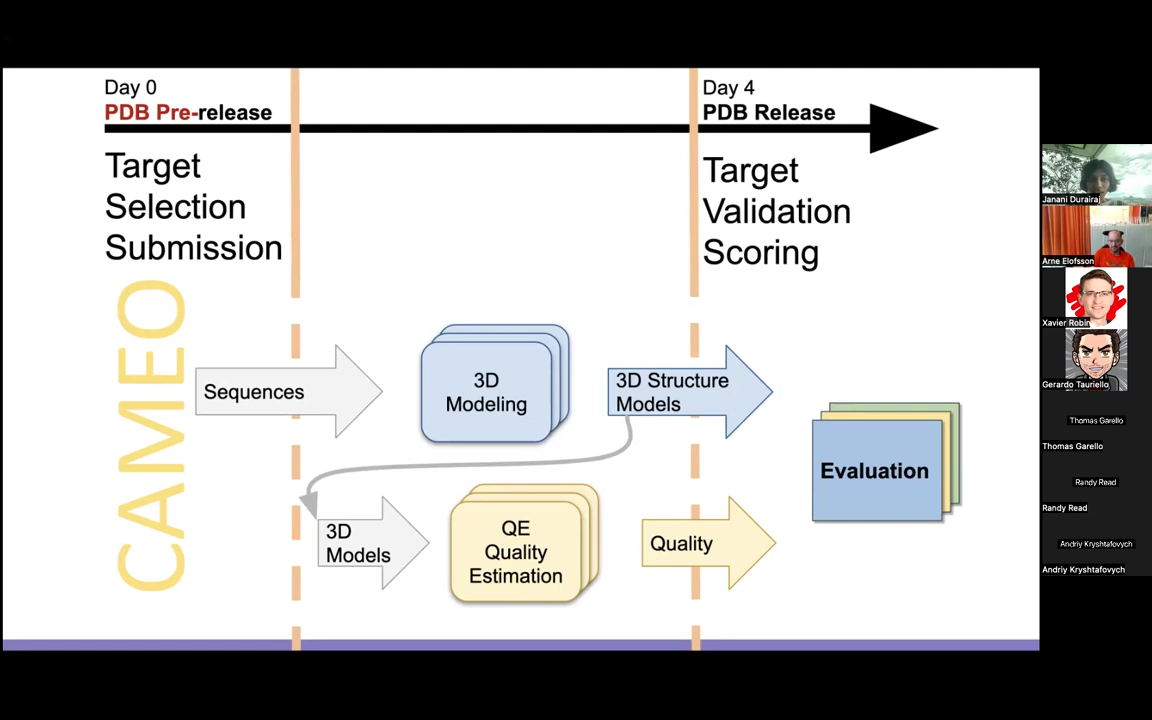 Day 0
PDB Pre-release
Day 4
PDB Release
Target
Selection
Submission
Target
Validation
Scoring
CAMEO
Sequences
3D
Modeling
3D Structure
Models
Evaluation
3D
Models
QE
Quality
Estimation
Quality
Janani Durairaj
Arne Elofsson
Xavier Robin
Gerardo Tauriello
Thomas Garello
Thomas Garello
Randy Read
Randy Read
Andriy Kryshtafovych
Andriy Kryshtafovych